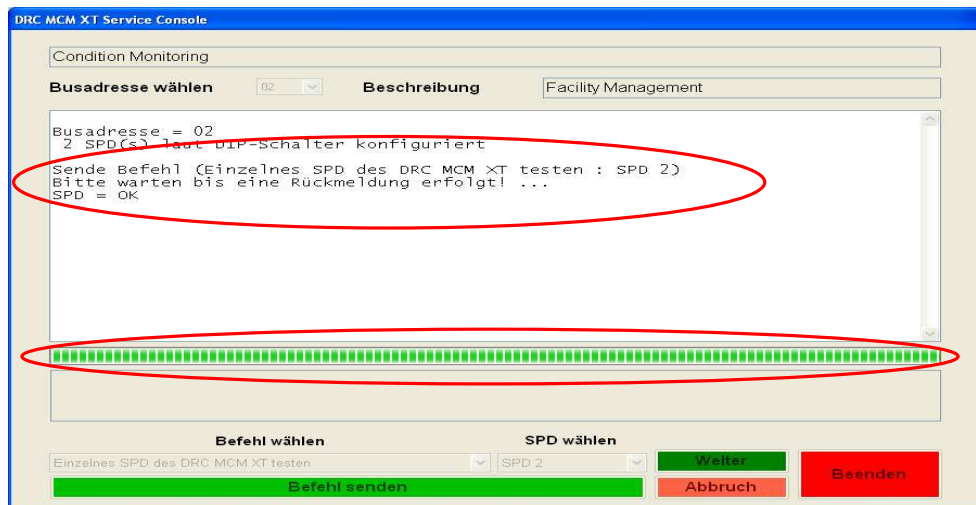 DRC MCM XT Service Console
Condition Monitoring
Busadresse wählen 02 Beschreibung Facility Management
Busadresse = 02
2 SPD(s) laut DIP-Schalter konfiguriert
Sende Befehl (Einzelnes SPD des DRC MCM XT testen : SPD 2)
Bitte warten bis eine Rückmeldung erfolgt! ...
SPD = OK
Befehl wählen SPD wählen
Einzelnes SPD des DRC MCM XT testen SPD 2 Weiter
Befehl senden Abbruch Beenden